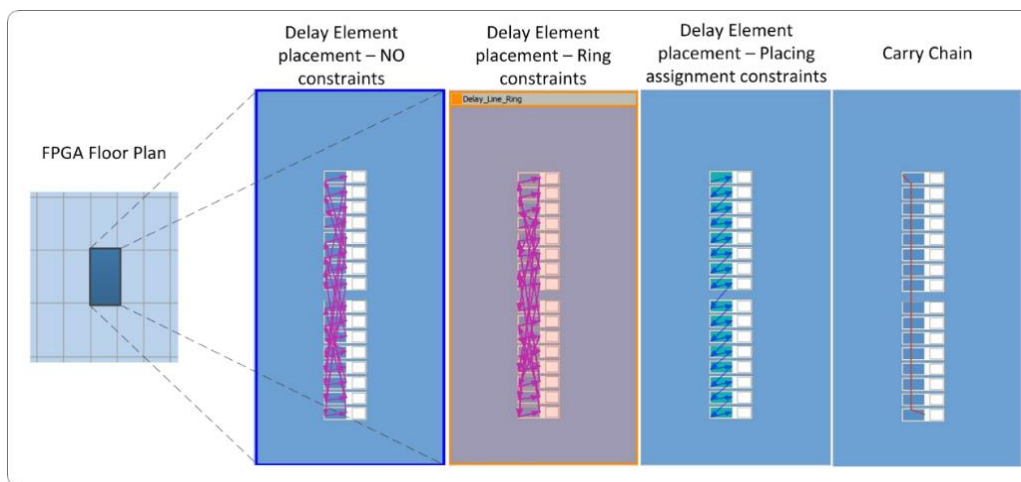 Delay Element
placement – NO
constraints
Delay Element
placement – Ring
constraints
Delay Element
placement – Placing
assignment constraints
Carry Chain
FPGA Floor Plan
Delay_Line_Ring